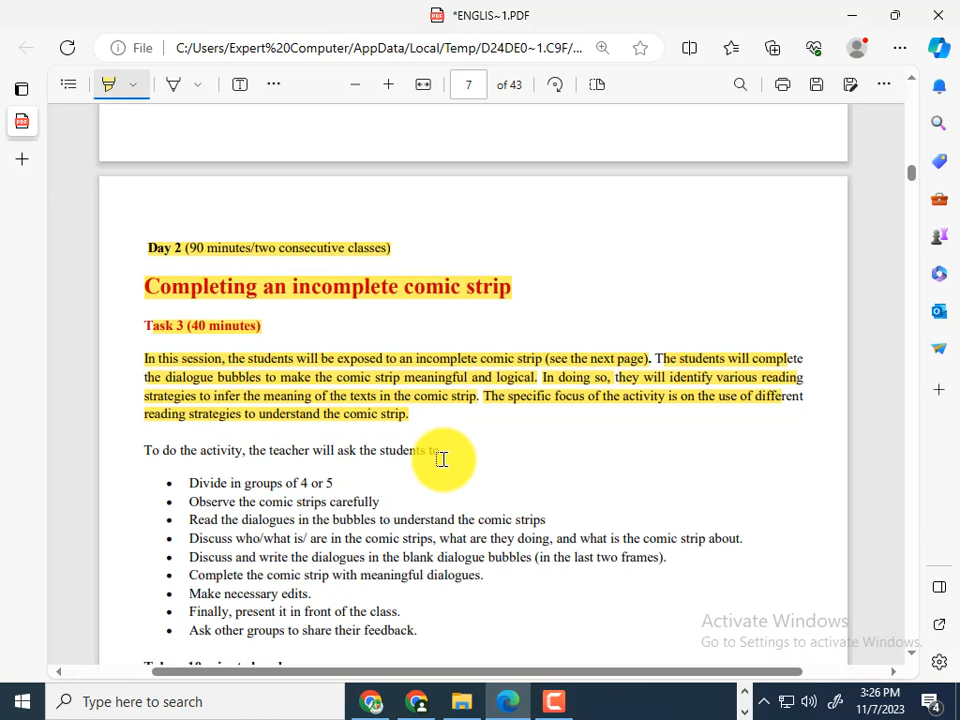 *ENGLIS~1.PDF
File C:/Users/Expert%20Computer/AppData/Local/Temp/D24DE0~1.C9F/...
7 of 43
Day 2 (90 minutes/two consecutive classes)
Completing an incomplete comic strip
Task 3 (40 minutes)
In this session, the students will be exposed to an incomplete comic strip (see the next page). The students will complete
the dialogue bubbles to make the comic strip meaningful and logical. In doing so, they will identify various reading
strategies to infer the meaning of the texts in the comic strip. The specific focus of the activity is on the use of different
reading strategies to understand the comic strip.
To do the activity, the teacher will ask the students to
• Divide in groups of 4 or 5
• Observe the comic strips carefully
• Read the dialogues in the bubbles to understand the comic strips
• Discuss who/what is/ are in the comic strips, what are they doing, and what is the comic strip about.
• Discuss and write the dialogues in the blank dialogue bubbles (in the last two frames).
• Complete the comic strip with meaningful dialogues.
• Make necessary edits.
• Finally, present it in front of the class.
• Ask other groups to share their feedback.
Activate Windows
Go to Settings to activate Windows.
Type here to search
3:26 PM
11/7/2023
4